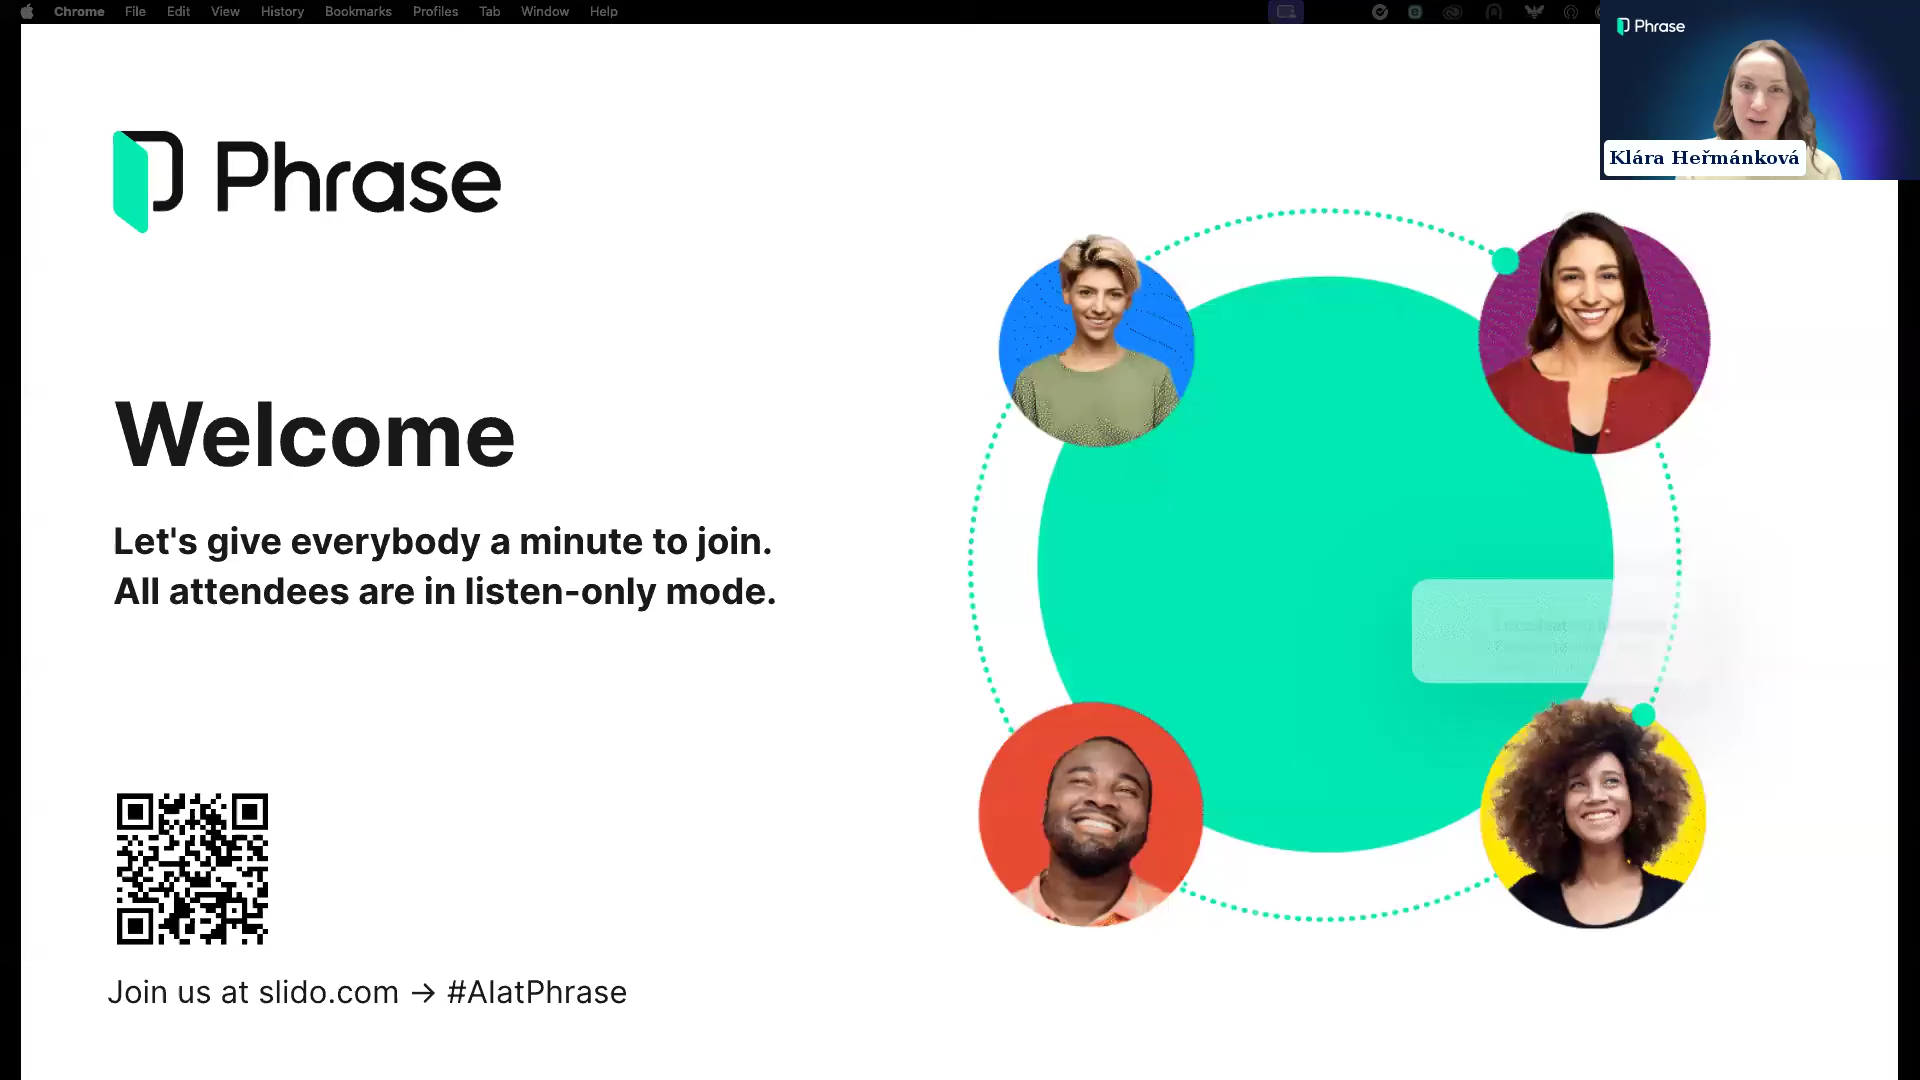 Chrome File Edit View History Bookmarks Profiles Tab Window Help
Phrase
Klára Heřmánková
Phrase
Welcome
Let's give everybody a minute to join.
All attendees are in listen-only mode.
Join us at slido.com → #AIatPhrase